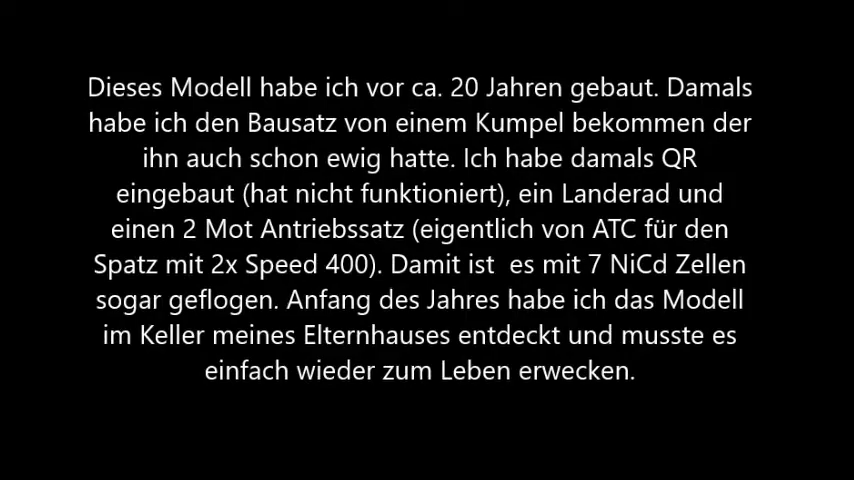 Dieses Modell habe ich vor ca. 20 Jahren gebaut. Damals
habe ich den Bausatz von einem Kumpel bekommen der
ihn auch schon ewig hatte. Ich habe damals QR
eingebaut (hat nicht funktioniert), ein Landerad und
einen 2 Mot Antriebssatz (eigentlich von ATC für den
Spatz mit 2x Speed 400). Damit ist  es mit 7 NiCd Zellen
sogar geflogen. Anfang des Jahres habe ich das Modell
im Keller meines Elternhauses entdeckt und musste es
einfach wieder zum Leben erwecken.